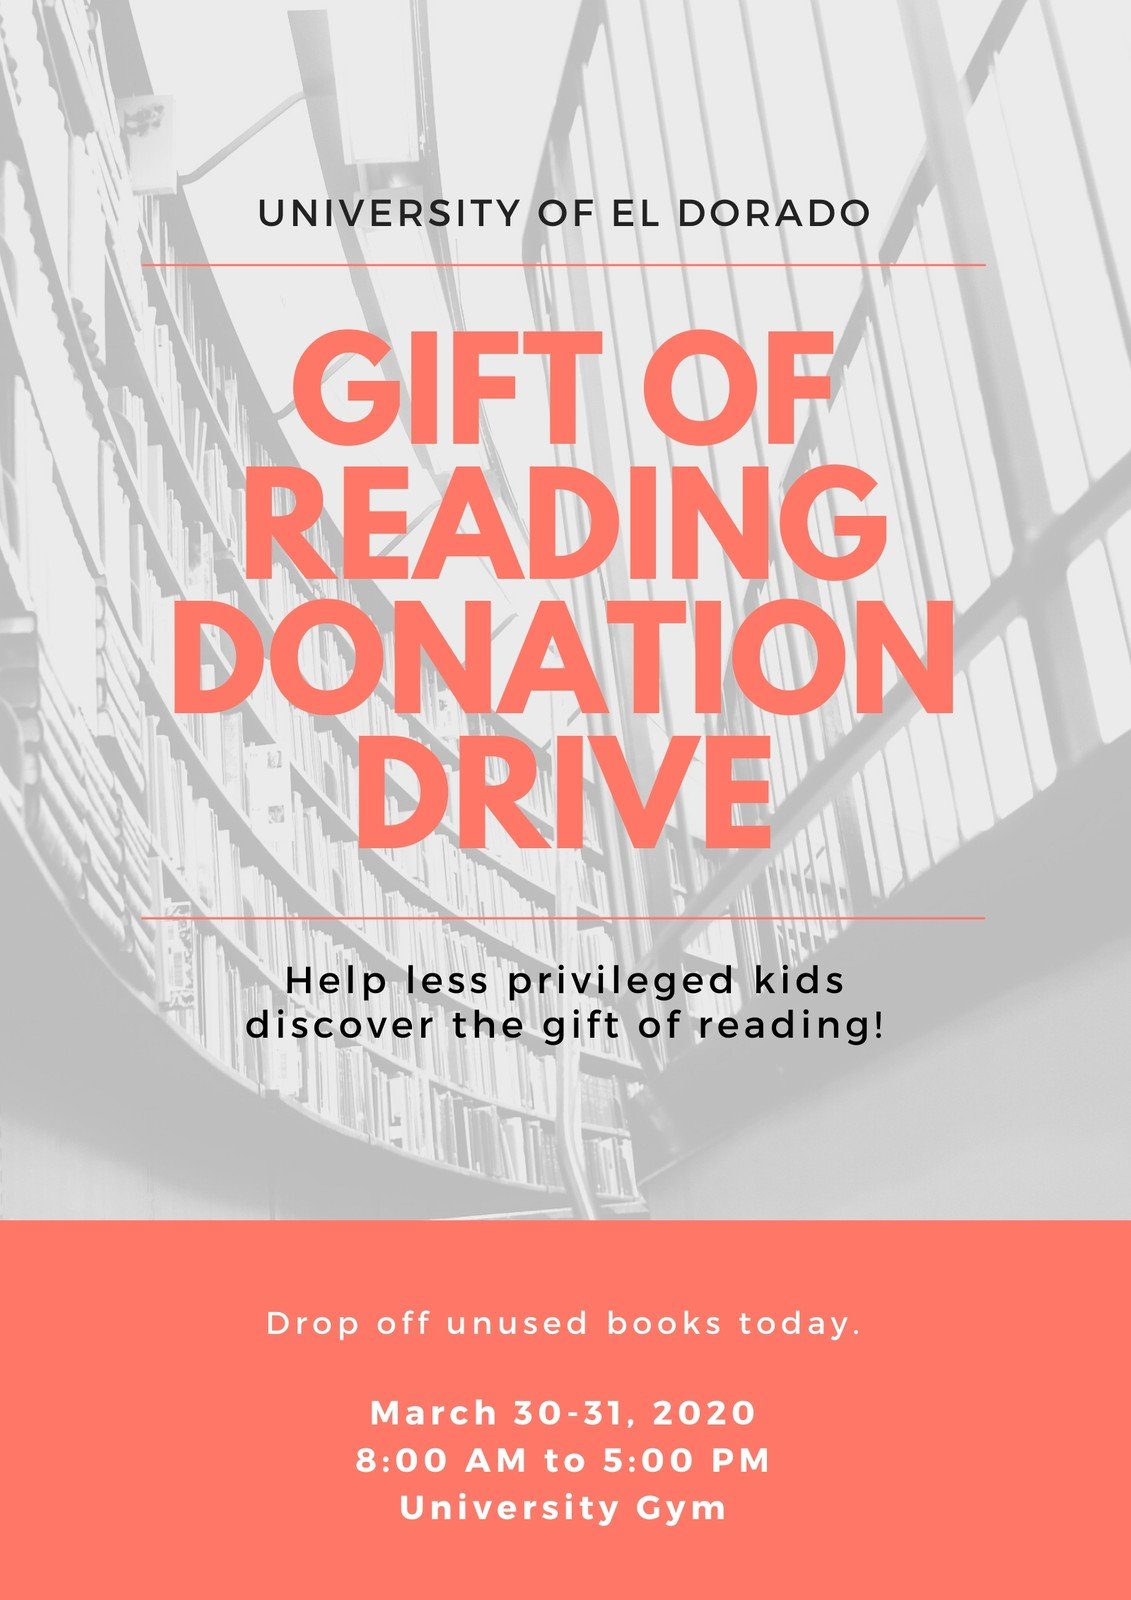 UNIVERSITY OF EL DORADO
GIFT OF
READING
DONATION
DRIVE
Help less privileged kids
discover the gift of reading!
Drop off unused books today.
March 30-31, 2020
8:00 AM to 5:00 PM
University Gym